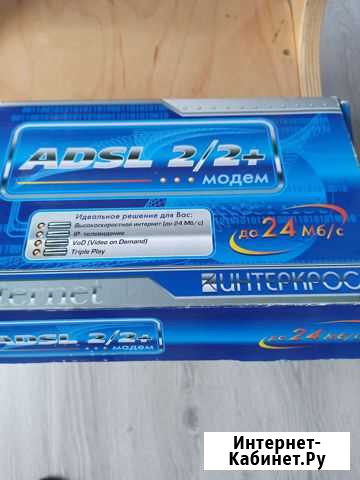 ADSL 2/2+
модем
Идеальное решение для Вас:
Высокоскоростной интернет (до 24 Мб/с)
IP-телевидение
VoD (Video on Demand)
Triple Play
до 24 Мб/с
ternet
ИНТЕРКРОС
ADSL 2/2+
модем
до 24 Мб/с
Интернет-
Кабинет.Ру